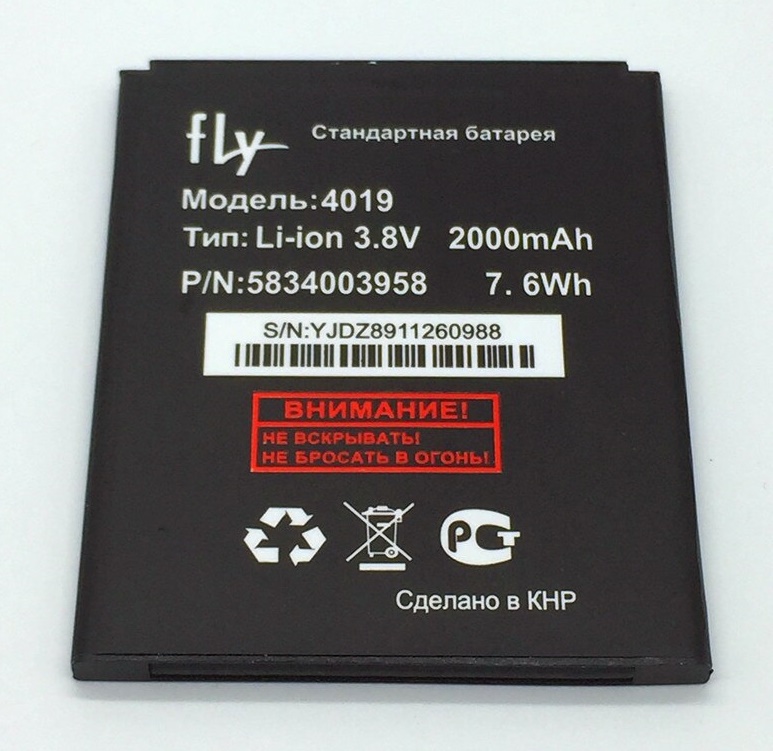 fly Стандартная батарея
Модель:4019
Тип: Li-ion 3.8V 2000mAh
P/N:5834003958 7. 6Wh
S/N:YJDZ8911260988
ВНИМАНИЕ!
НЕ ВСКРЫВАТЬ!
НЕ БРОСАТЬ В ОГОНЬ!
РСТ
Сделано в КНР